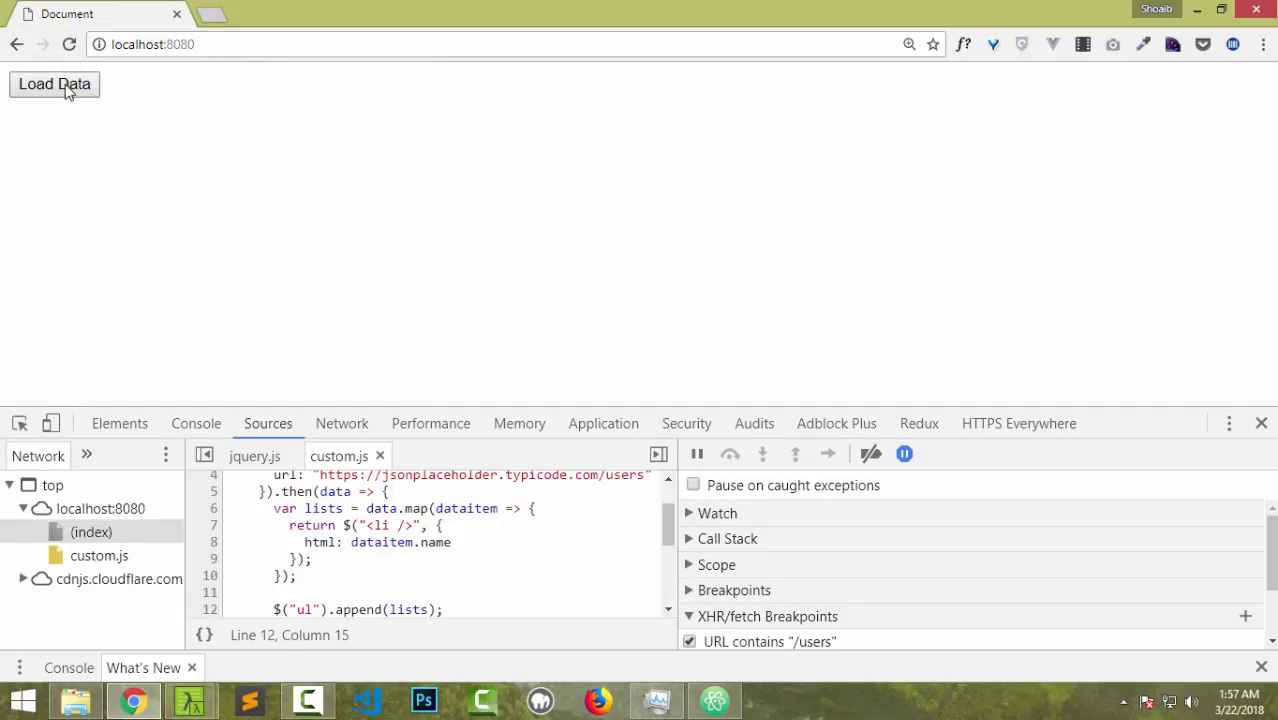 Document
Shoaib
localhost:8080
f?
Load Data
Elements Console Sources Network Performance Memory Application Security Audits Adblock Plus Redux HTTPS Everywhere
Network » jquery.js custom.js
top
localhost:8080
(index)
custom.js
cdnjs.cloudflare.com
4 url: "https://jsonplaceholder.typicode.com/users"
5 }).then(data => {
6 var lists = data.map(dataitem => {
7 return $("<li />", {
8 html: dataitem.name
9 });
10 });
11
12 $("ul").append(lists);
{} Line 12, Column 15
Pause on caught exceptions
Watch
Call Stack
Scope
Breakpoints
XHR/fetch Breakpoints
URL contains "/users"
Console What's New
Ps
1:57 AM
3/22/2018